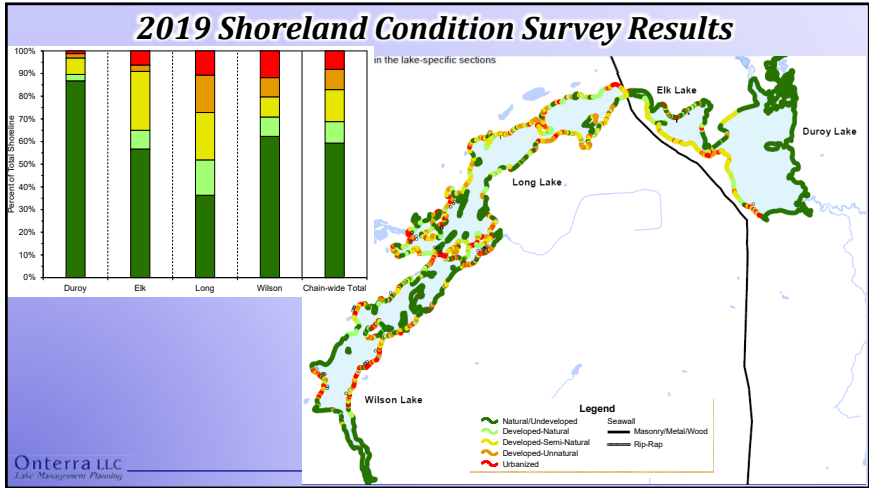 2019 Shoreland Condition Survey Results
in the lake-specific sections
Percent of Total Shoreline
100%
90%
80%
70%
60%
50%
40%
30%
20%
10%
0%
Duroy
Elk
Long
Wilson
Chain-wide Total
Elk Lake
Duroy Lake
Long Lake
Wilson Lake
Legend
Natural/Undeveloped
Developed-Natural
Developed-Semi-Natural
Developed-Unnatural
Urbanized
Seawall
Masonry/Metal/Wood
Rip-Rap
Onterra LLC
Lake Management Planning